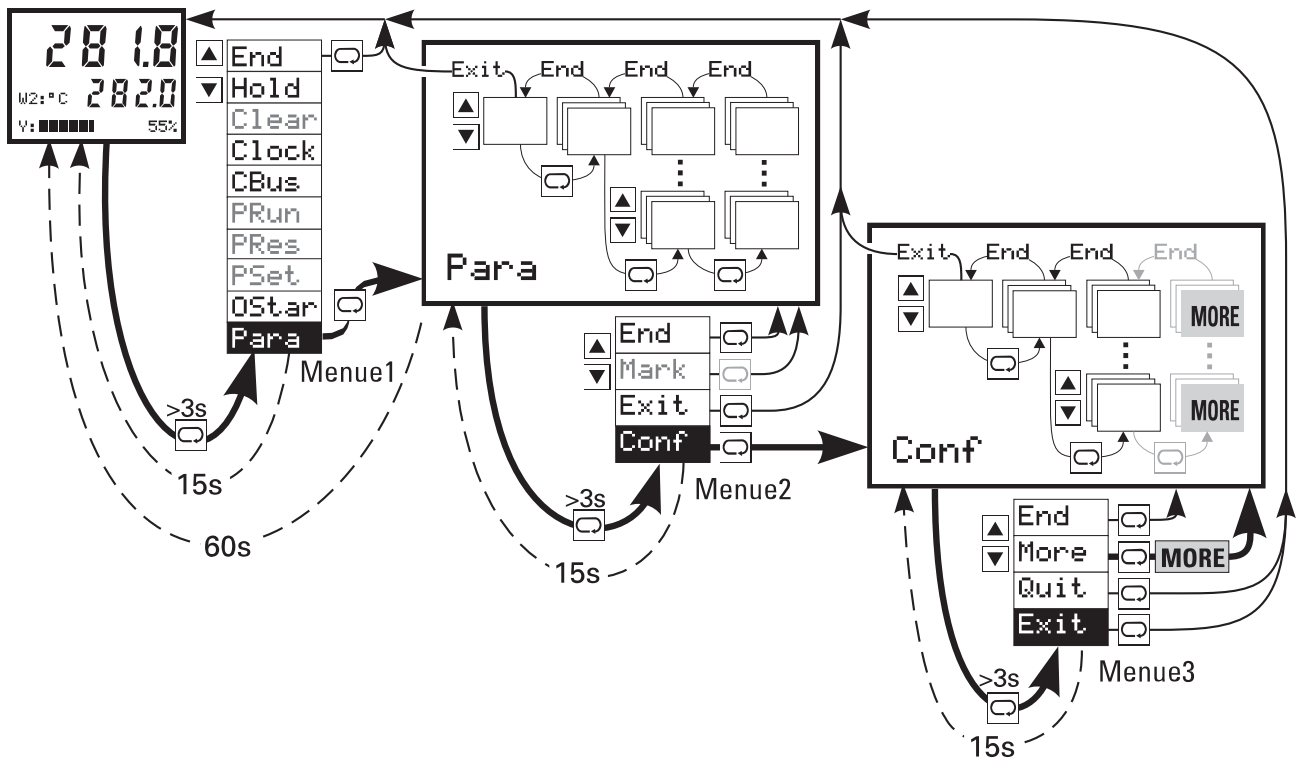 281.8
W2:°C 282.0
Y: 55%
End
Hold
Clear
Clock
CBus
PRun
PRes
PSet
OStar
Para
Menue1
>3s
15s
60s
Exit End End End
Para
End
Mark
Exit
Conf
Menue2
>3s
15s
Exit End End End
MORE
MORE
Conf
End
More MORE
Quit
Exit
Menue3
>3s
15s